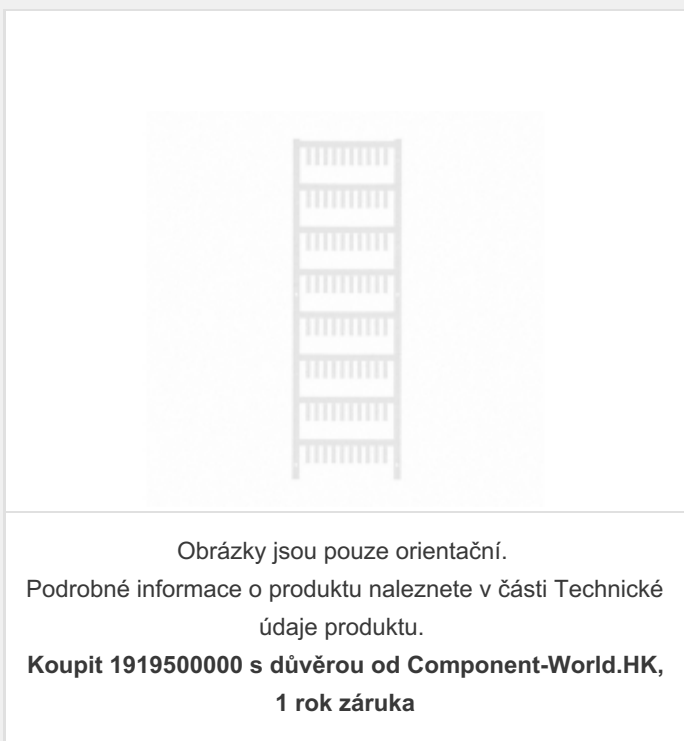 Obrázky jsou pouze orientační.
Podrobné informace o produktu naleznete v části Technické
údaje produktu.
Koupit 1919500000 s důvěrou od Component-World.HK,
1 rok záruka